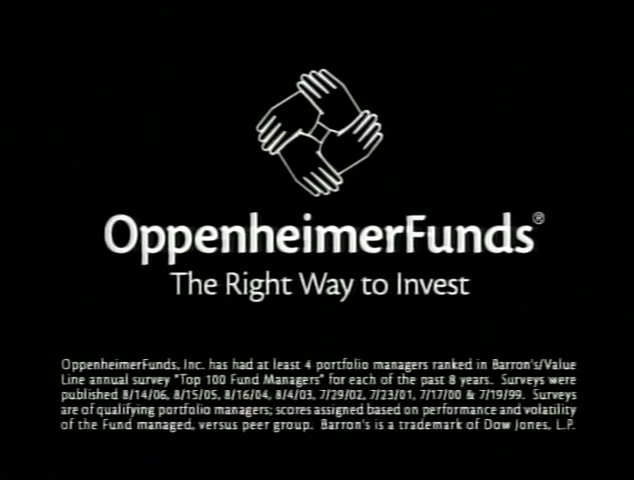 OppenheimerFunds®
The Right Way to Invest
OppenheimerFunds, Inc. has had at least 4 portfolio managers ranked in Barron's/Value
Line annual survey "Top 100 Fund Managers" for each of the past 8 years. Surveys were
published 8/14/06, 8/15/05, 8/16/04, 8/4/03, 7/29/02, 7/23/01, 7/17/00 & 7/19/99. Surveys
are of qualifying portfolio managers; scores assigned based on performance and volatility
of the Fund managed, versus peer group. Barron's is a trademark of Dow Jones, L.P.